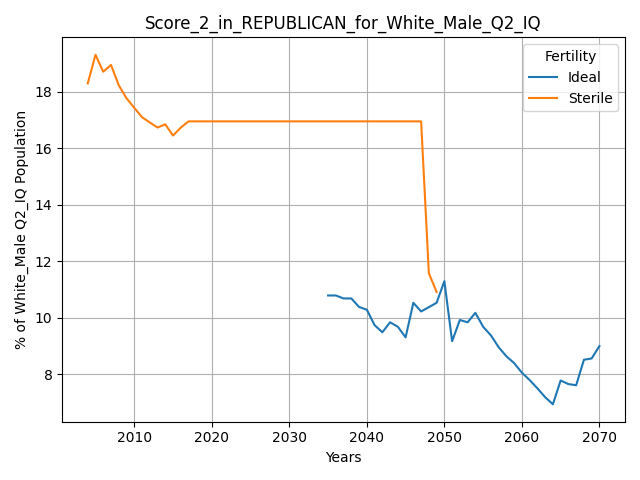 Score_2_in_REPUBLICAN_for_White_Male_Q2_IQ
Fertility
Ideal
Sterile
% of White_Male Q2_IQ Population
18
16
14
12
10
8
2010 2020 2030 2040 2050 2060 2070
Years